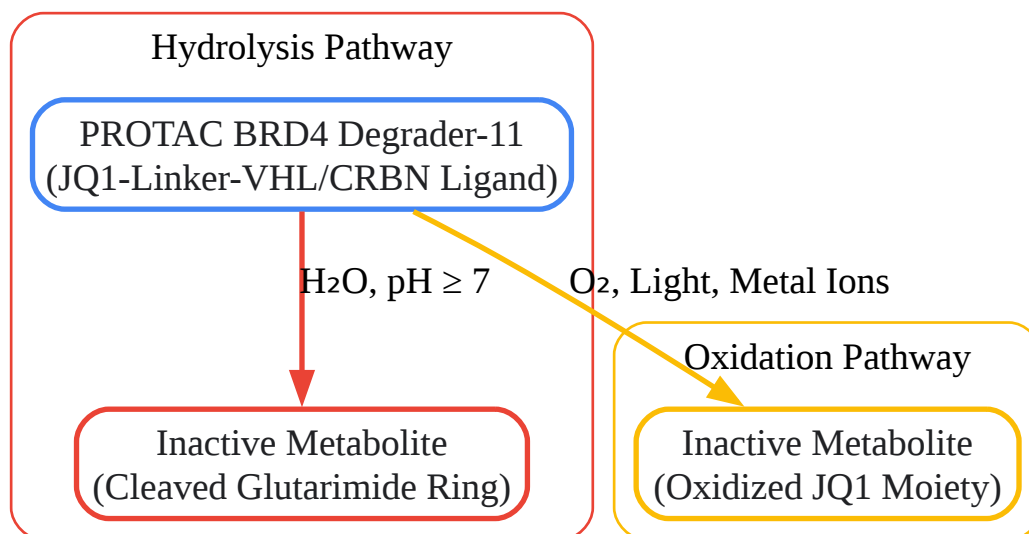 Hydrolysis Pathway
PROTAC BRD4 Degrader-11
(JQ1-Linker-VHL/CRBN Ligand)
H₂O, pH ≥ 7
O₂, Light, Metal Ions
Oxidation Pathway
Inactive Metabolite
(Cleaved Glutarimide Ring)
Inactive Metabolite
(Oxidized JQ1 Moiety)